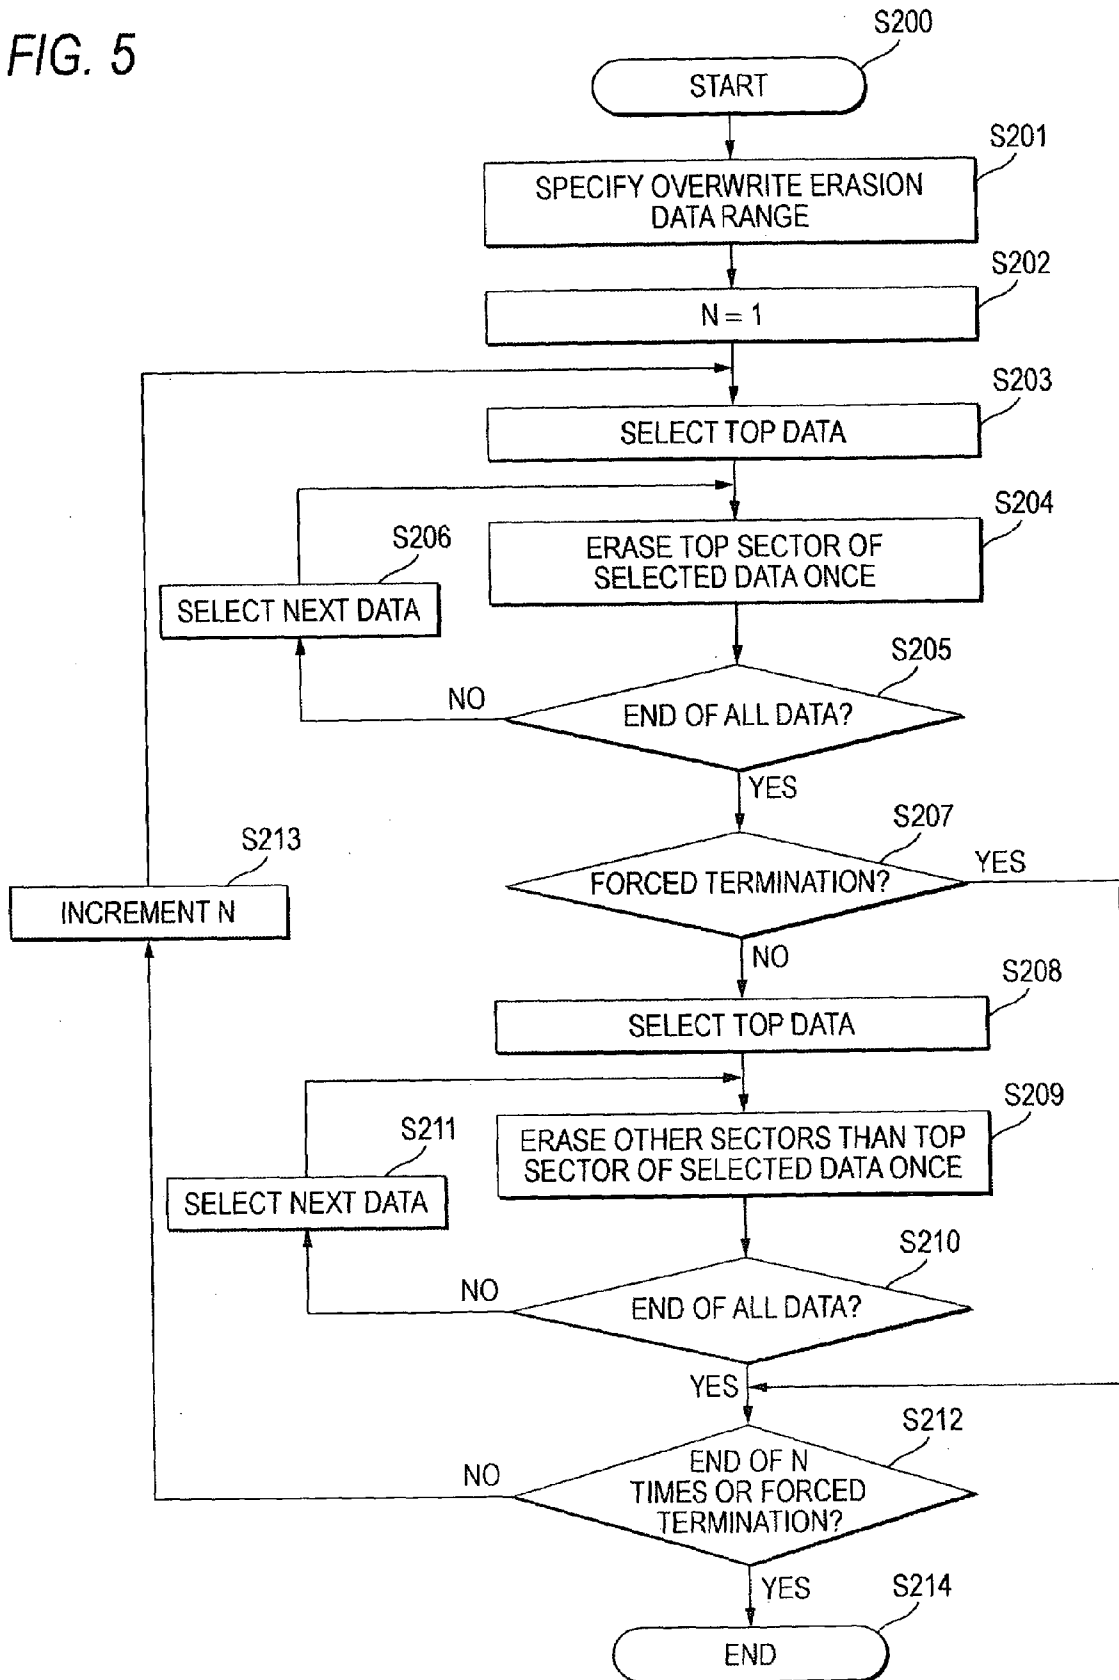 FIG. 5
S200
START
S201
SPECIFY OVERWRITE ERASION
DATA RANGE
S202
N = 1
S203
SELECT TOP DATA
S204
ERASE TOP SECTOR OF
SELECTED DATA ONCE
S206
SELECT NEXT DATA
S205
NO
END OF ALL DATA?
YES
S207
FORCED TERMINATION?
YES
S213
INCREMENT N
NO
S208
SELECT TOP DATA
S209
ERASE OTHER SECTORS THAN TOP
SECTOR OF SELECTED DATA ONCE
S211
SELECT NEXT DATA
S210
NO
END OF ALL DATA?
YES
S212
NO
END OF N
TIMES OR FORCED
TERMINATION?
YES
S214
END